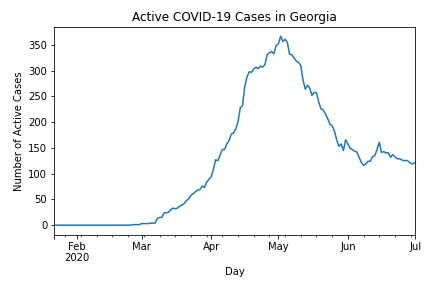 Active COVID-19 Cases in Georgia
Number of Active Cases
350
300
250
200
150
100
50
0
Feb
2020
Mar
Apr
May
Jun
Jul
Day